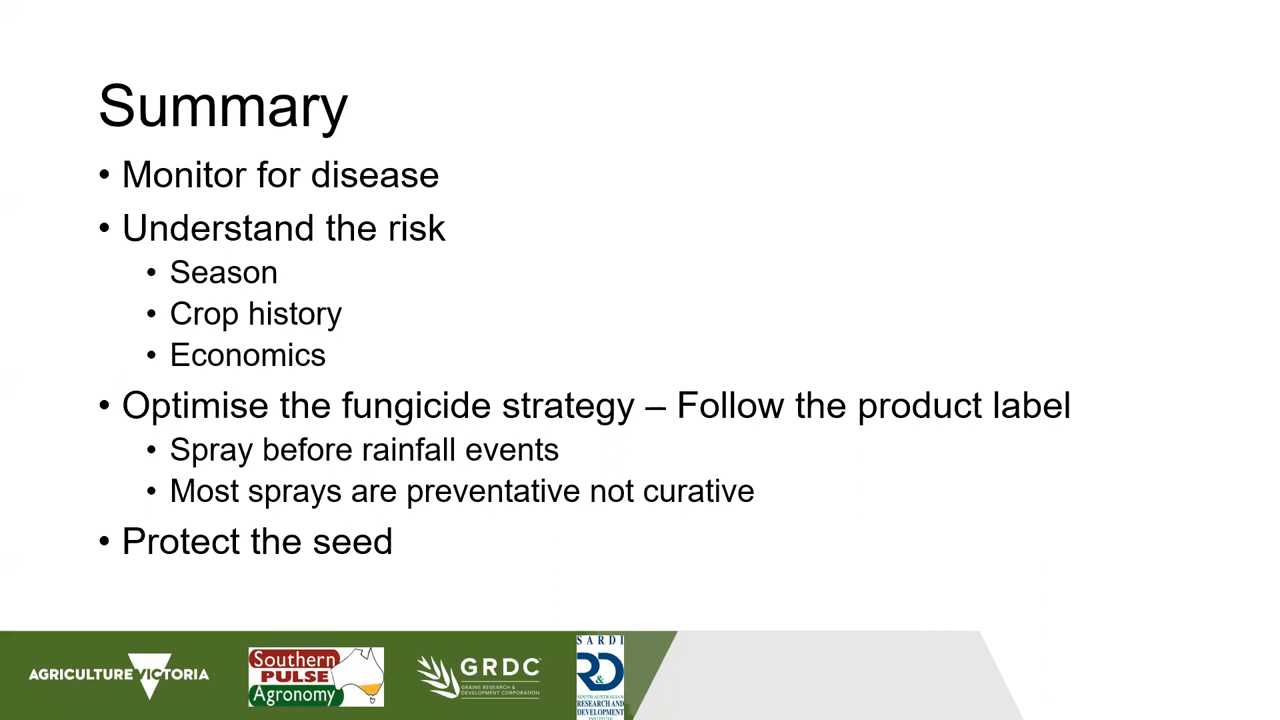 Summary
• Monitor for disease
• Understand the risk
• Season
• Crop history
• Economics
• Optimise the fungicide strategy – Follow the product label
• Spray before rainfall events
• Most sprays are preventative not curative
• Protect the seed
AGRICULTURE VICTORIA
Southern
PULSE
Agronomy
GRDC
GRAINS RESEARCH &
DEVELOPMENT CORPORATION
SARDI
R&D
SOUTH AUSTRALIAN
RESEARCH AND
DEVELOPMENT
INSTITUTE